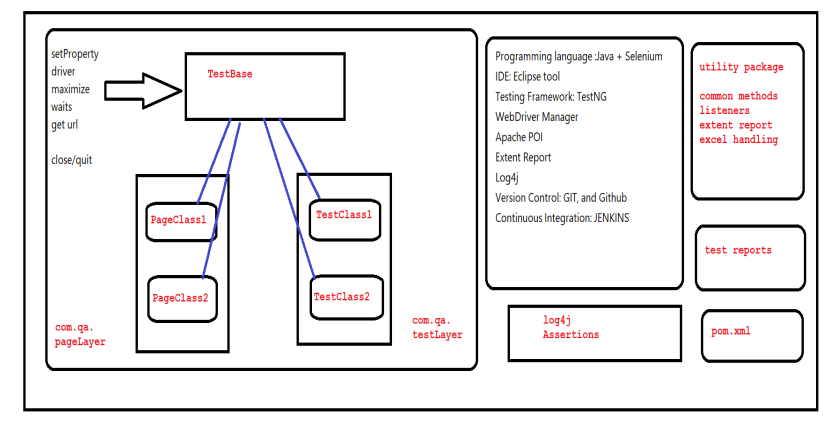 setProperty
driver
maximize
waits
get url
close/quit
TestBase
PageClass1
PageClass2
TestClass1
TestClass2
com.qa.
pageLayer
com.qa.
testLayer
Programming language :Java + Selenium
IDE: Eclipse tool
Testing Framework: TestNG
WebDriver Manager
Apache POI
Extent Report
Log4j
Version Control: GIT, and Github
Continuous Integration: JENKINS
log4j
Assertions
utility package
common methods
listeners
extent report
excel handling
test reports
pom.xml